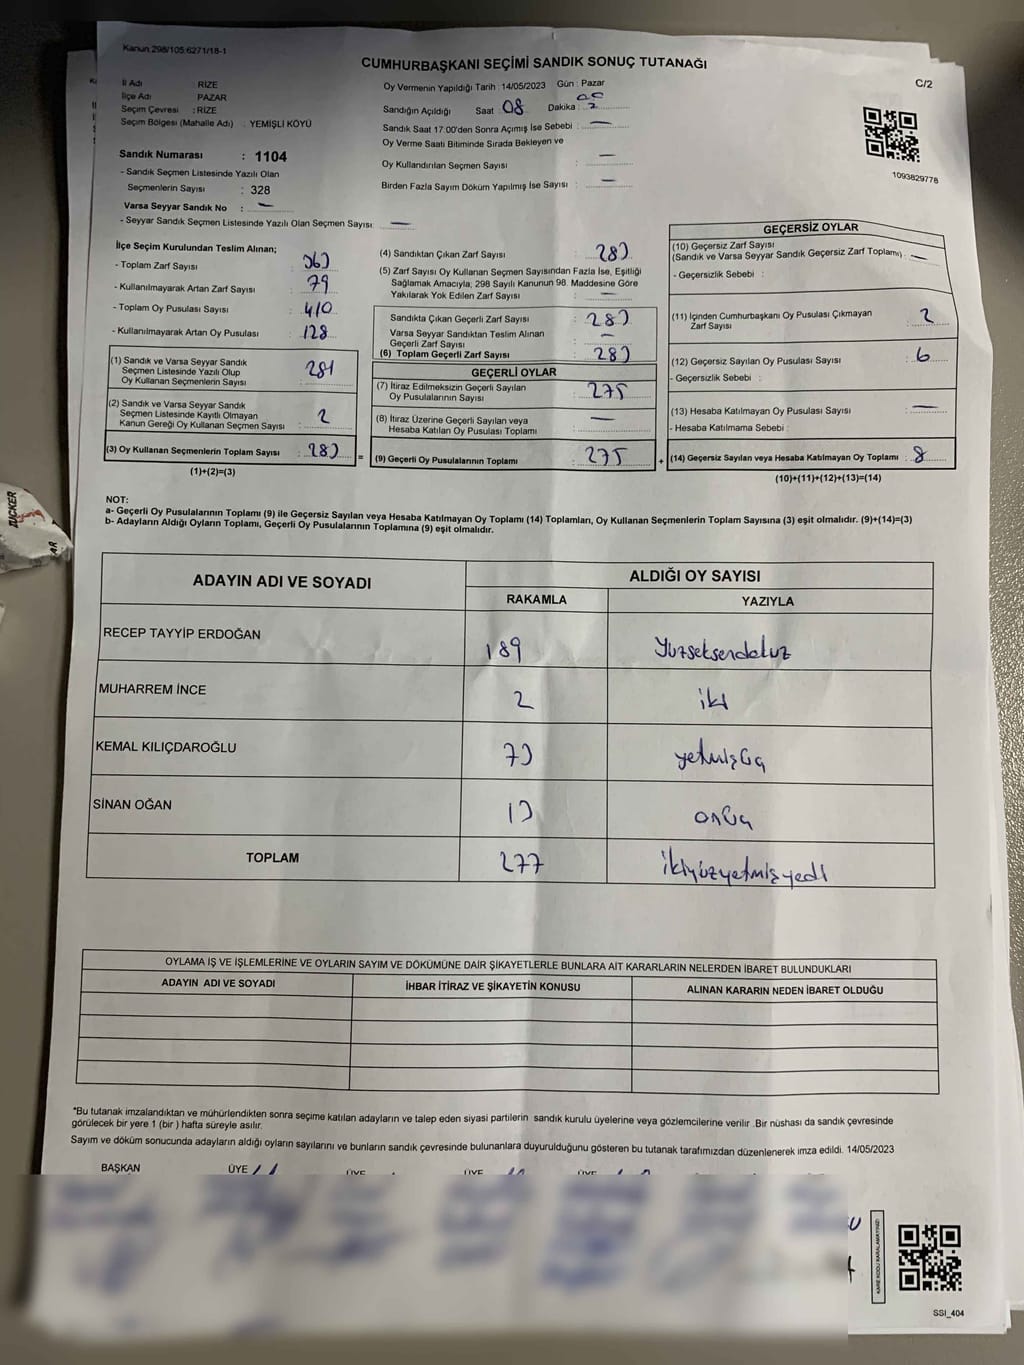 Kanun 298/105;6271/18-1
CUMHURBAŞKANI SEÇİMİ SANDIK SONUÇ TUTANAĞI
C/2
İl Adı RİZE
İlçe Adı PAZAR
Seçim Çevresi : RİZE
Seçim Bölgesi (Mahalle Adı) : YEMİŞLİ KÖYÜ
Sandık Numarası : 1104
- Sandık Seçmen Listesinde Yazılı Olan
Seçmenlerin Sayısı : 328
Varsa Seyyar Sandık No : —
- Seyyar Sandık Seçmen Listesinde Yazılı Olan Seçmen Sayısı: —
Oy Vermenin Yapıldığı Tarih : 14/05/2023 Gün : Pazar
Sandığın Açıldığı Saat 08 Dakika :
Sandık Saat 17:00'den Sonra Açımış İse Sebebi : —
Oy Verme Saati Bitiminde Sırada Bekleyen ve
Oy Kullandırılan Seçmen Sayısı : —
Birden Fazla Sayım Döküm Yapılmış İse Sayısı : —
1093829778
İlçe Seçim Kurulundan Teslim Alınan;
- Toplam Zarf Sayısı : 363
- Kullanılmayarak Artan Zarf Sayısı : 79
- Toplam Oy Pusulası Sayısı : 410
- Kullanılmayarak Artan Oy Pusulası : 128
(1) Sandık ve Varsa Seyyar Sandık
Seçmen Listesinde Yazılı Olup
Oy Kullanan Seçmenlerin Sayısı : 281
(2) Sandık ve Varsa Seyyar Sandık
Seçmen Listesinde Kayıtlı Olmayan
Kanun Gereği Oy Kullanan Seçmen Sayısı : 2
(3) Oy Kullanan Seçmenlerin Toplam Sayısı : 283
(1)+(2)=(3)
(4) Sandıktan Çıkan Zarf Sayısı : 283
(5) Zarf Sayısı Oy Kullanan Seçmen Sayısından Fazla İse, Eşitliği
Sağlamak Amacıyla; 298 Sayılı Kanunun 98. Maddesine Göre
Yakılarak Yok Edilen Zarf Sayısı : —
Sandıkta Çıkan Geçerli Zarf Sayısı : 283
Varsa Seyyar Sandıktan Teslim Alınan
Geçerli Zarf Sayısı : —
(6) Toplam Geçerli Zarf Sayısı : 283
GEÇERLİ OYLAR
(7) İtiraz Edilmeksizin Geçerli Sayılan
Oy Pusulalarının Sayısı : 275
(8) İtiraz Üzerine Geçerli Sayılan veya
Hesaba Katılan Oy Pusulası Toplamı : —
= (9) Geçerli Oy Pusulalarının Toplamı : 275 +
GEÇERSİZ OYLAR
(10) Geçersiz Zarf Sayısı
(Sandık ve Varsa Seyyar Sandık Geçersiz Zarf Toplamı) : —
- Geçersizlik Sebebi :
(11) İçinden Cumhurbaşkanı Oy Pusulası Çıkmayan
Zarf Sayısı : 2
(12) Geçersiz Sayılan Oy Pusulası Sayısı : 6
- Geçersizlik Sebebi :
(13) Hesaba Katılmayan Oy Pusulası Sayısı : —
- Hesaba Katılmama Sebebi :
(14) Geçersiz Sayılan veya Hesaba Katılmayan Oy Toplamı : 8
(10)+(11)+(12)+(13)=(14)
NOT:
a- Geçerli Oy Pusulalarının Toplamı (9) ile Geçersiz Sayılan veya Hesaba Katılmayan Oy Toplamı (14) Toplamları, Oy Kullanan Seçmenlerin Toplam Sayısına (3) eşit olmalıdır. (9)+(14)=(3)
b- Adayların Aldığı Oyların Toplamı, Geçerli Oy Pusulalarının Toplamına (9) eşit olmalıdır.
ADAYIN ADI VE SOYADI ALDIĞI OY SAYISI
RAKAMLA YAZIYLA
RECEP TAYYİP ERDOĞAN 189 Yüzseksendokuz
MUHARREM İNCE 2 iki
KEMAL KILIÇDAROĞLU 73 yetmişüç
SİNAN OĞAN 13 onüç
TOPLAM 277 ikiyüzyetmişyedi
OYLAMA İŞ VE İŞLEMLERİNE VE OYLARIN SAYIM VE DÖKÜMÜNE DAİR ŞİKAYETLERLE BUNLARA AİT KARARLARIN NELERDEN İBARET BULUNDUKLARI
ADAYIN ADI VE SOYADI İHBAR İTİRAZ VE ŞİKAYETİN KONUSU ALINAN KARARIN NEDEN İBARET OLDUĞU
*Bu tutanak imzalandıktan ve mühürlendikten sonra seçime katılan adayların ve talep eden siyasi partilerin sandık kurulu üyelerine veya gözlemcilerine verilir .Bir nüshası da sandık çevresinde
görülecek bir yere 1 (bir ) hafta süreyle asılır.
Sayım ve döküm sonucunda adayların aldığı oyların sayılarını ve bunların sandık çevresinde bulunanlara duyurulduğunu gösteren bu tutanak tarafımızdan düzenlenerek imza edildi. 14/05/2023
BAŞKAN ÜYE ÜYE ÜYE ÜYE
KARE KODU KARALAMAYINIZ!
SSİ_404
ZUCKER